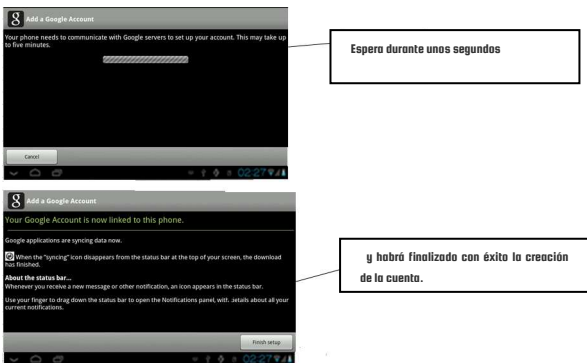 Add a Google Account
Your phone needs to communicate with Google servers to set up your account. This may take up
to five minutes.
Espera durante unos segundos
Cancel
02:27
Add a Google Account
Your Google Account is now linked to this phone.
Google applications are syncing data now.
When the "syncing" icon disappears from the status bar at the top of your screen, the download
has finished.
About the status bar...
Whenever you receive a new message or other notification, an icon appears in the status bar.
Use your finger to drag down the status bar to open the Notifications panel, with details about all your
current notifications.
y habrá finalizado con éxito la creación
de la cuenta.
Finish setup
02:27